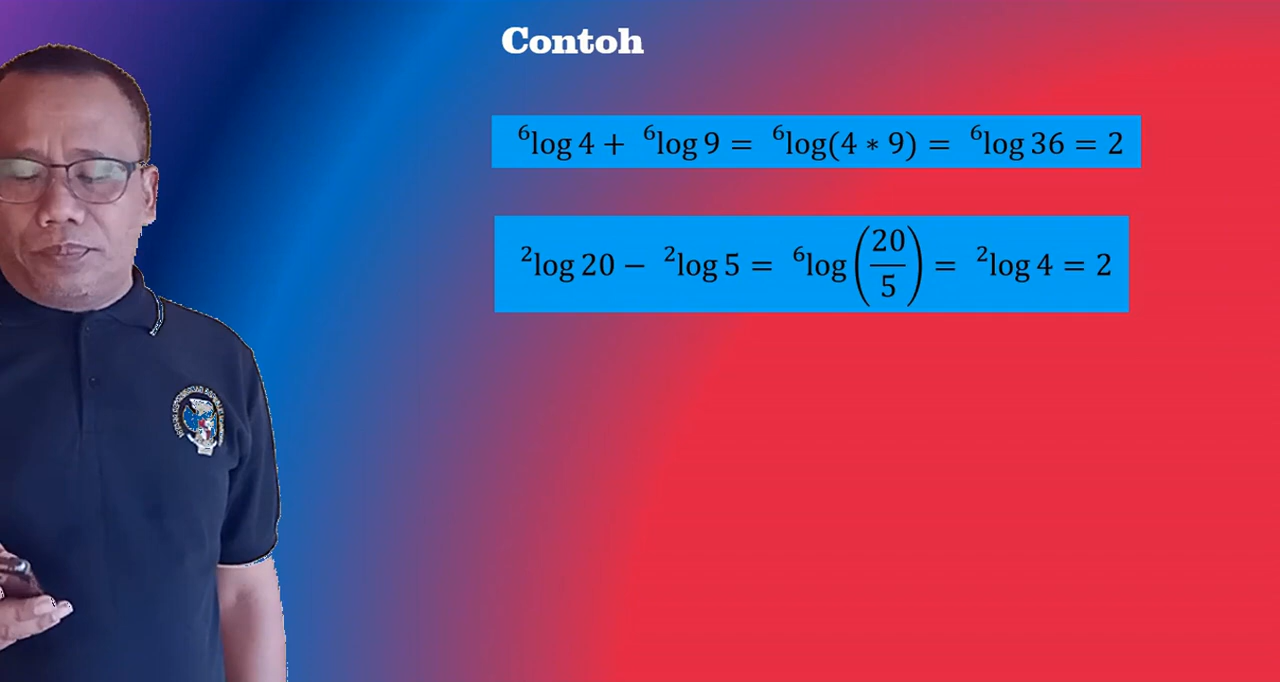 Contoh
⁶log 4 + ⁶log 9 = ⁶log(4 * 9) = ⁶log 36 = 2
²log 20 − ²log 5 = ⁶log(20/5) = ²log 4 = 2